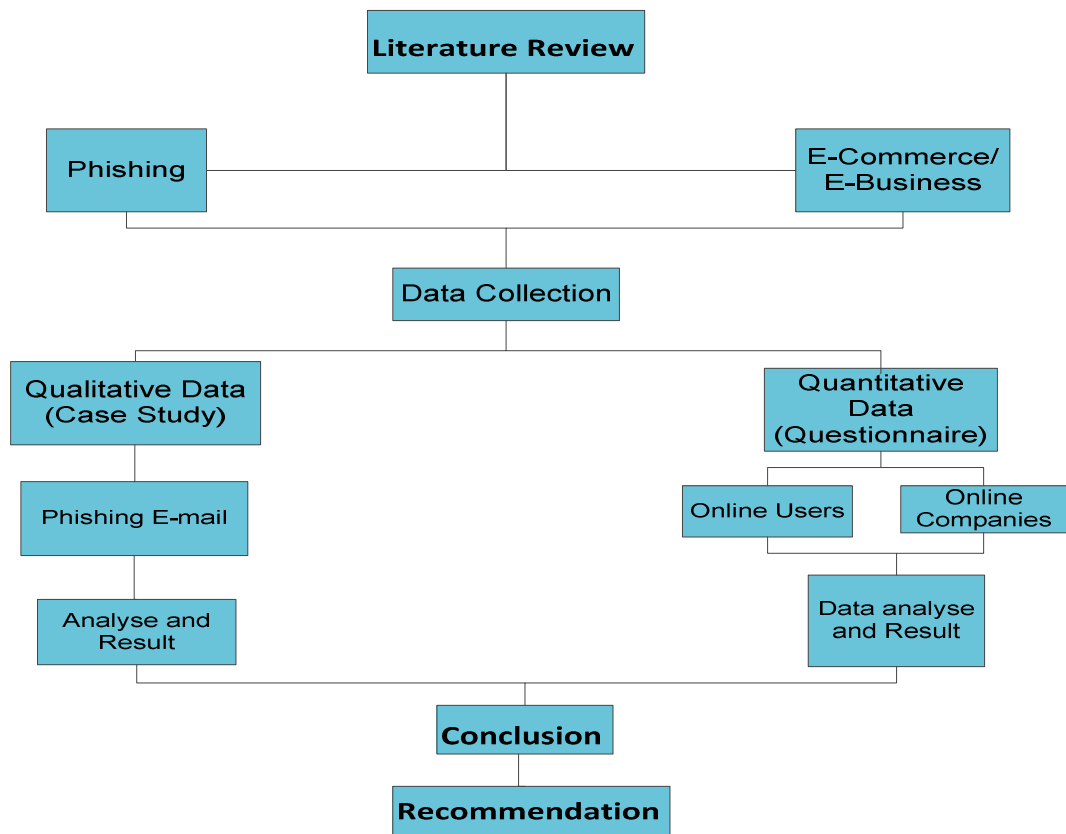 Literature Review
Phishing
E-Commerce/
E-Business
Data Collection
Qualitative Data
(Case Study)
Quantitative
Data
(Questionnaire)
Phishing E-mail
Online Users
Online
Companies
Analyse and
Result
Data analyse
and Result
Conclusion
Recommendation